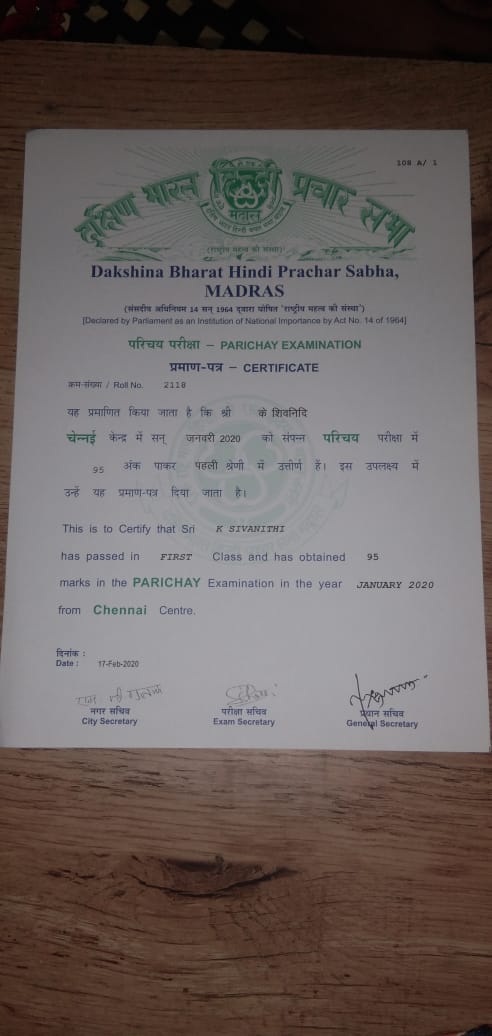 108 A/ 1
दक्षिण भारत हिन्दी प्रचार सभा
मद्रास
(राष्ट्रीय महत्व की संस्था)
Dakshina Bharat Hindi Prachar Sabha,
MADRAS
(संसदीय अधिनियम 14 सन् 1964 द्वारा घोषित 'राष्ट्रीय महत्व की संस्था')
[Declared by Parliament as an Institution of National Importance by Act No. 14 of 1964]
परिचय परीक्षा – PARICHAY EXAMINATION
प्रमाण-पत्र – CERTIFICATE
क्रम-संख्या / Roll No. 2118
यह प्रमाणित किया जाता है कि श्री के शिवनिदि
चेन्नई केन्द्र में सन् जनवरी 2020 को संपन्न परिचय परीक्षा में
95 अंक पाकर पहली श्रेणी में उत्तीर्ण हैं। इस उपलक्ष्य में
उन्हें यह प्रमाण-पत्र दिया जाता है।
This is to Certify that Sri K SIVANITHI
has passed in FIRST Class and has obtained 95
marks in the PARICHAY Examination in the year JANUARY 2020
from Chennai Centre.
दिनांक :
Date : 17-Feb-2020
नगर सचिव
City Secretary
परीक्षा सचिव
Exam Secretary
प्रधान सचिव
General Secretary